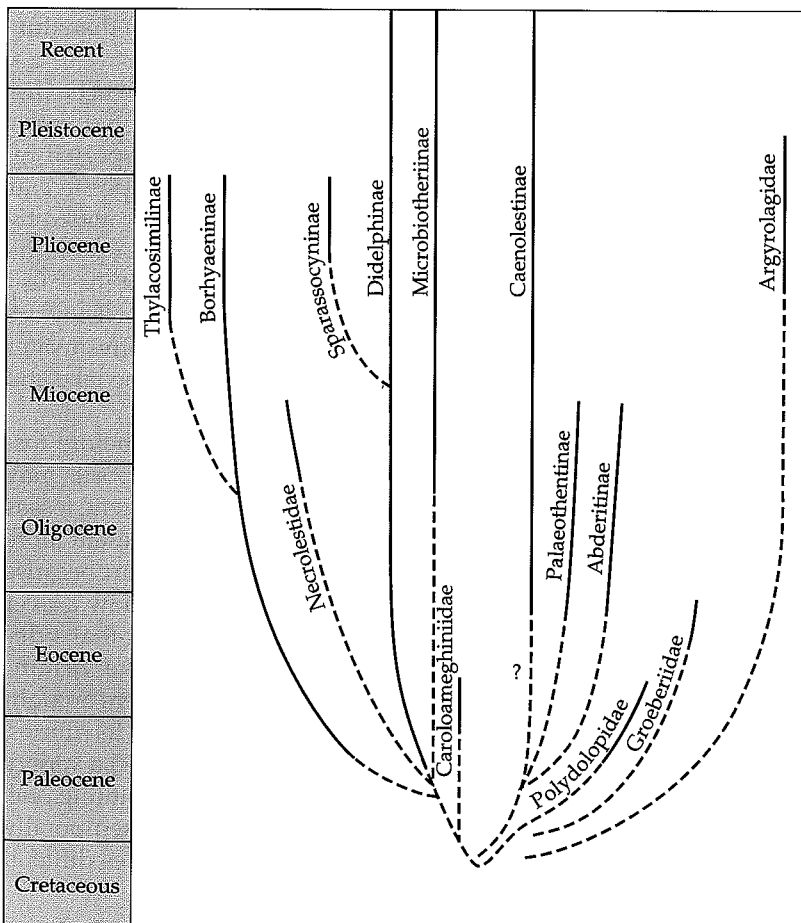 Recent
Pleistocene
Pliocene
Miocene
Oligocene
Eocene
Paleocene
Cretaceous
Thylacosimilinae
Borhyaeninae
Necrolestidae
Sparassocyninae
Didelphinae
Microbiotheriinae
Caroloameghiniidae
Caenolestinae
?
Palaeothentinae
Abderitinae
Polydolopidae
Groeberiidae
Argyrolagidae